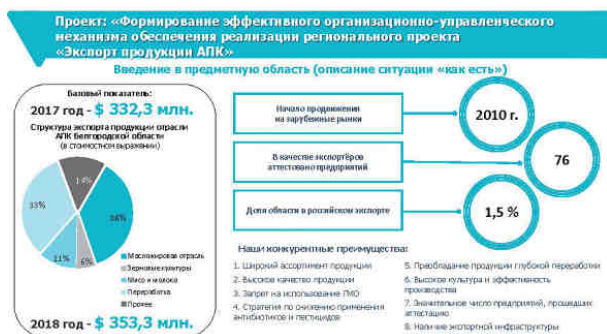 Проект: «Формирование эффективного организационно-управленческого
механизма обеспечения реализации регионального проекта
«Экспорт продукции АПК»
Введение в предметную область (описание ситуации «как есть»)
Базовый показатель:
2017 год - $ 332,3 млн.
Структура экспорта продукции отрасли
АПК Белгородской области
(в стоимостном выражении)
14%
33%
36%
11%
6%
Масложировая отрасль
Зерновые культуры
Мясо и молоко
Переработка
Прочее
2018 год - $ 353,3 млн.
Начало продвижения
на зарубежные рынки
2010 г.
В качестве экспортёров
аттестовано предприятий
76
Доля области в российском экспорте
1,5 %
Наши конкурентные преимущества:
1. Широкий ассортимент продукции
2. Высокое качество продукции
3. Запрет на использование ГМО
4. Стратегия по снижению применения
антибиотиков и пестицидов
5. Преобладание продукции глубокой переработки
6. Высокое культура и эффективность
производства
7. Значительное число предприятий, прошедших
аттестацию
8. Наличие экспортной инфраструктуры